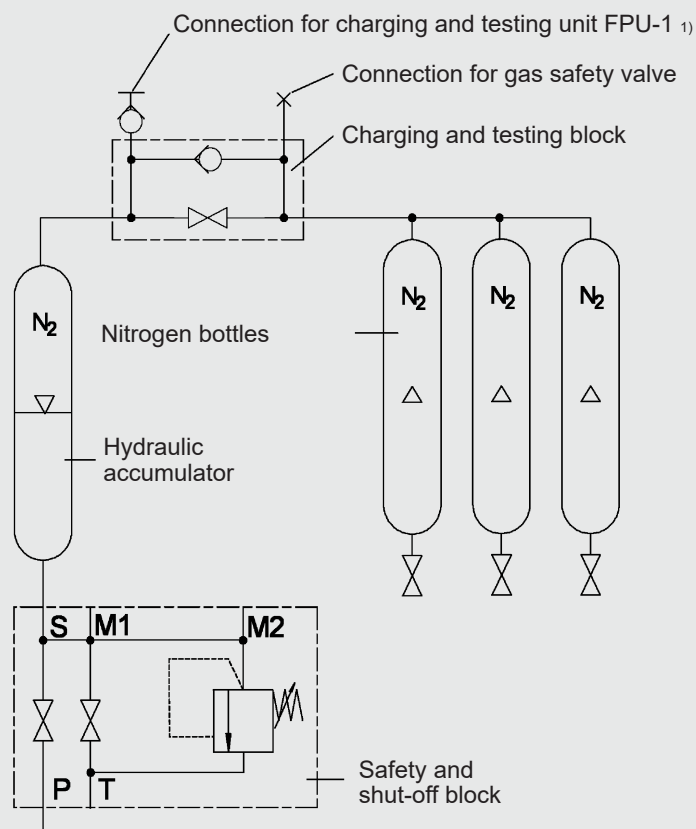 Connection for charging and testing unit FPU-1 1)
Connection for gas safety valve
Charging and testing block
N2
N2
N2
N2
Nitrogen bottles
Hydraulic
accumulator
S
M1
M2
P
T
Safety and
shut-off block